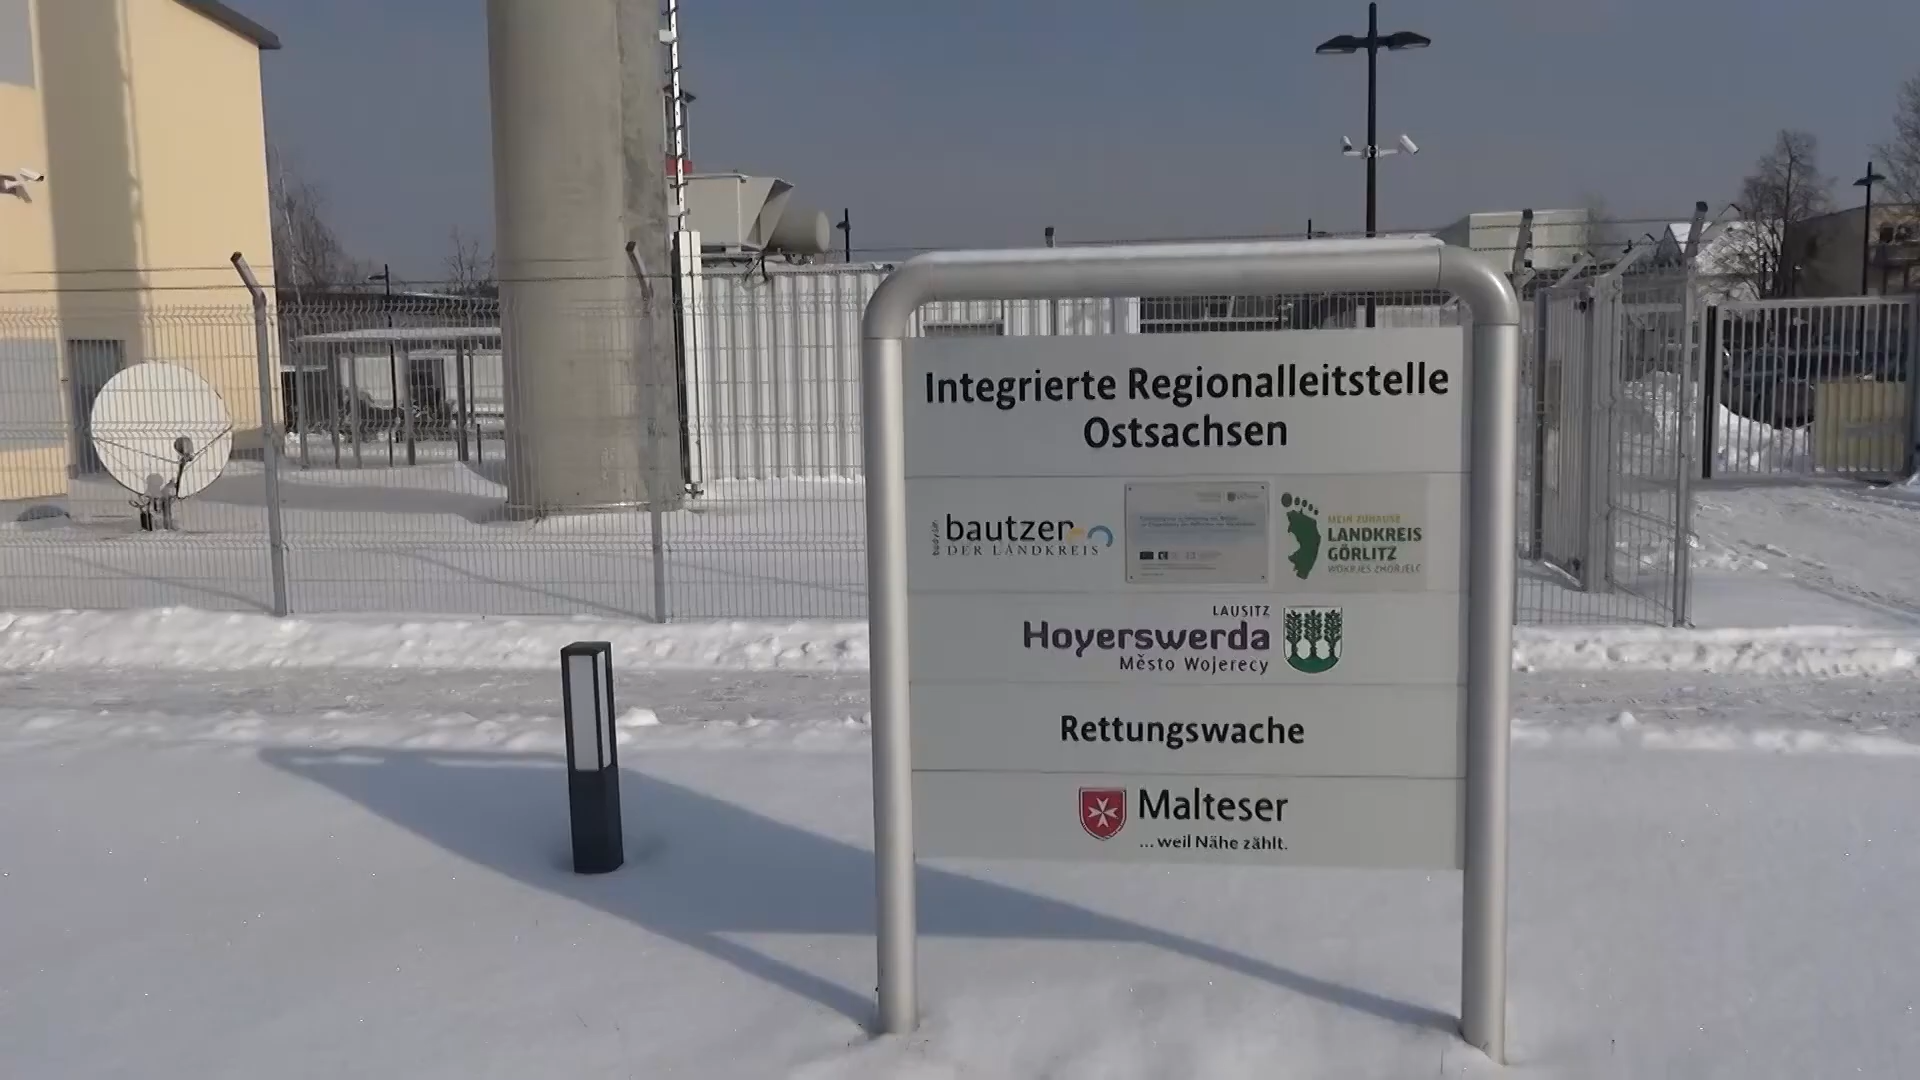 Integrierte Regionalleitstelle
Ostsachsen
bautzen
DER LANDKREIS
MEIN ZUHAUSE
LANDKREIS
GÖRLITZ
WOKRJES ZHORJELC
LAUSITZ
Hoyerswerda
Město Wojerecy
Rettungswache
Malteser
...weil Nähe zählt.